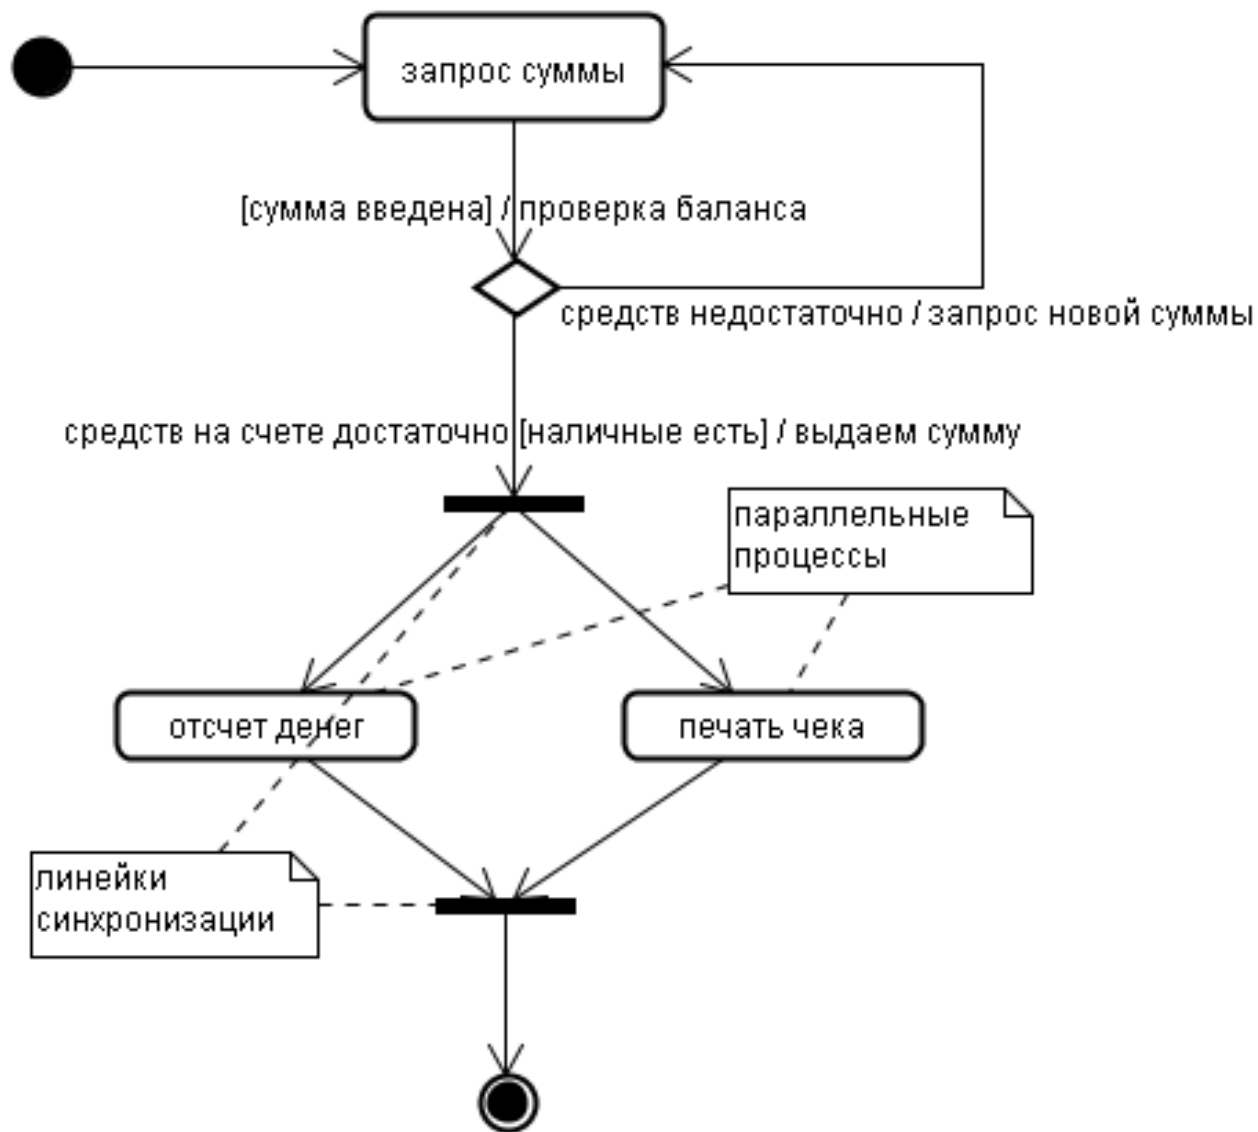 запрос суммы
[сумма введена] / проверка баланса
средств недостаточно / запрос новой суммы
средств на счете достаточно [наличные есть] / выдаем сумму
параллельные
процессы
отсчет денег
печать чека
линейки
синхронизации